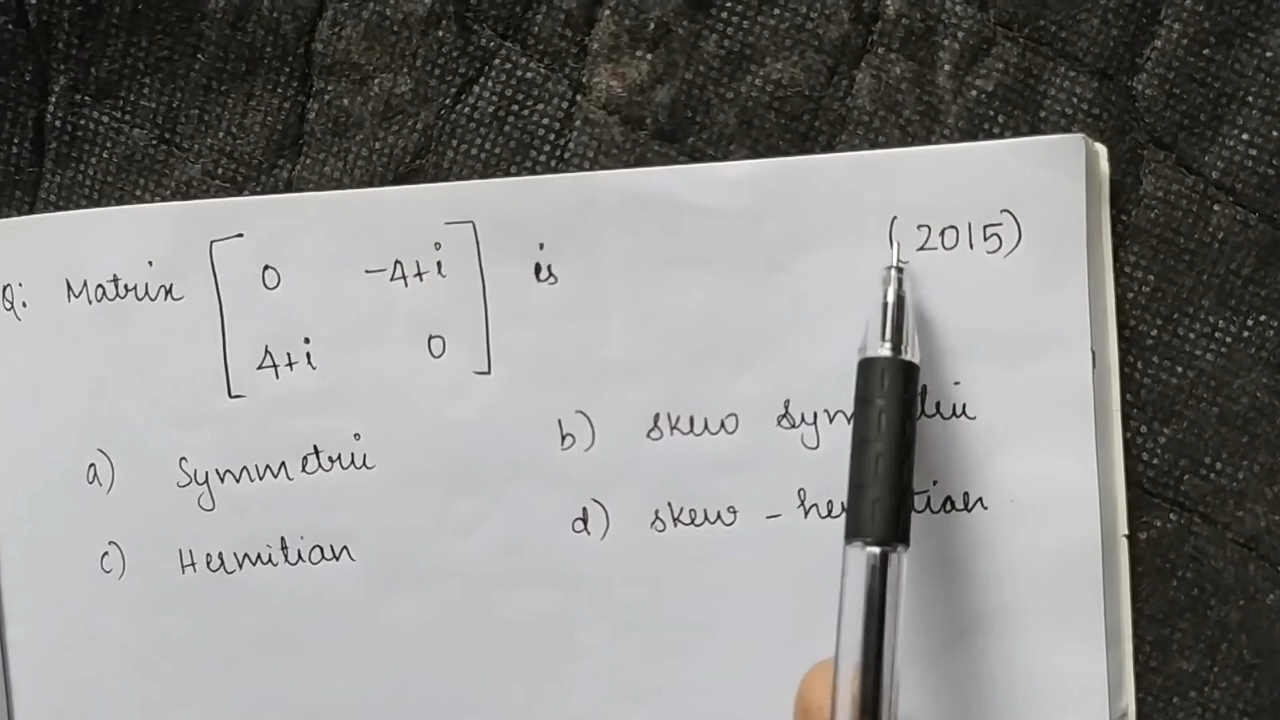 Q: Matrix [ 0 -4+i ] is (2015)
[ 4+i 0 ]
a) Symmetric b) skew
c) Hermitian d) skew -